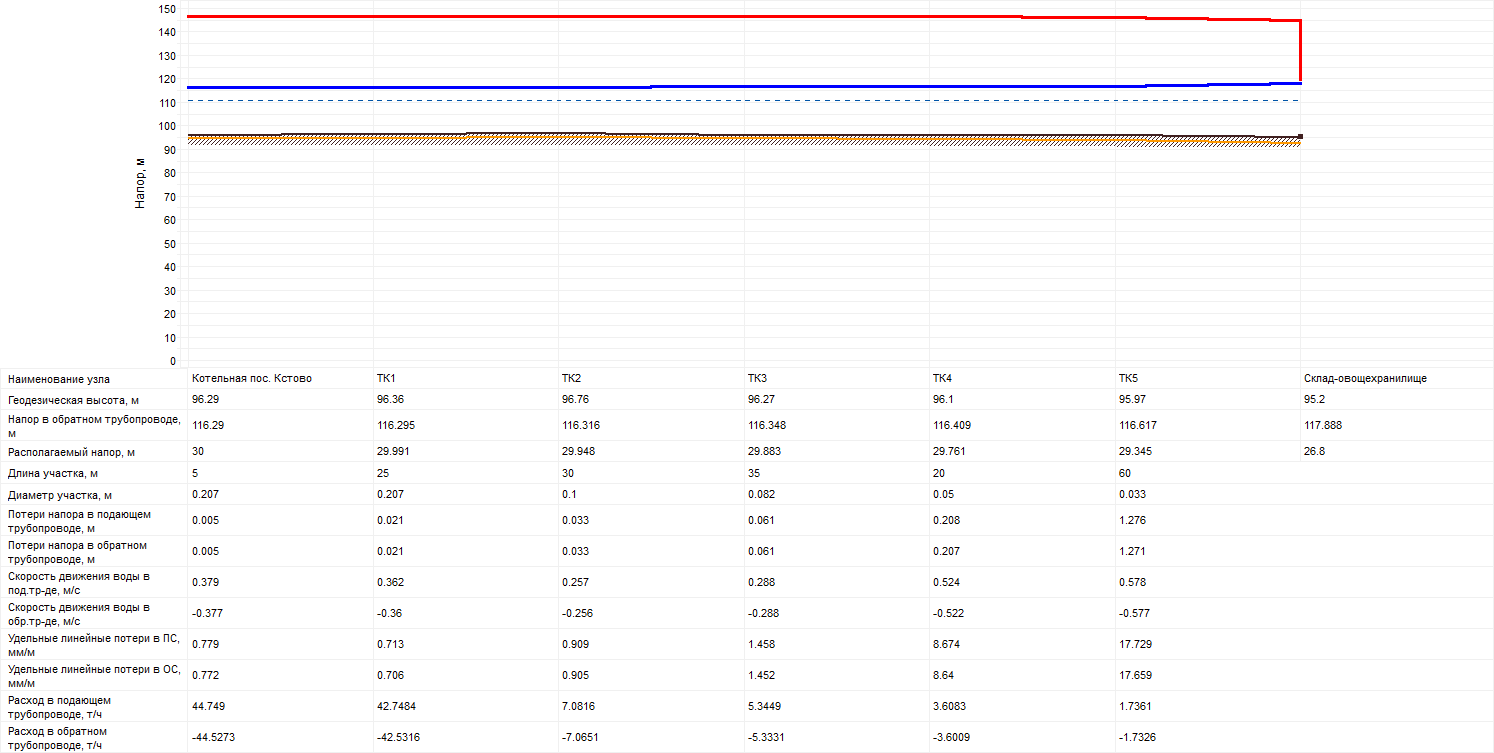 150
140
130
120
110
100
90
80
70
60
50
40
30
20
10
0
Напор, м
Наименование узла Котельная пос. Кстово ТК1 ТК2 ТК3 ТК4 ТК5 Склад-овощехранилище
Геодезическая высота, м 96.29 96.36 96.76 96.27 96.1 95.97 95.2
Напор в обратном трубопроводе,
м 116.29 116.295 116.316 116.348 116.409 116.617 117.888
Располагаемый напор, м 30 29.991 29.948 29.883 29.761 29.345 26.8
Длина участка, м 5 25 30 35 20 60
Диаметр участка, м 0.207 0.207 0.1 0.082 0.05 0.033
Потери напора в подающем
трубопроводе, м 0.005 0.021 0.033 0.061 0.208 1.276
Потери напора в обратном
трубопроводе, м 0.005 0.021 0.033 0.061 0.207 1.271
Скорость движения воды в
под.тр-де, м/с 0.379 0.362 0.257 0.288 0.524 0.578
Скорость движения воды в
обр.тр-де, м/с -0.377 -0.36 -0.256 -0.288 -0.522 -0.577
Удельные линейные потери в ПС,
мм/м 0.779 0.713 0.909 1.458 8.674 17.729
Удельные линейные потери в ОС,
мм/м 0.772 0.706 0.905 1.452 8.64 17.659
Расход в подающем
трубопроводе, т/ч 44.749 42.7484 7.0816 5.3449 3.6083 1.7361
Расход в обратном
трубопроводе, т/ч -44.5273 -42.5316 -7.0651 -5.3331 -3.6009 -1.7326